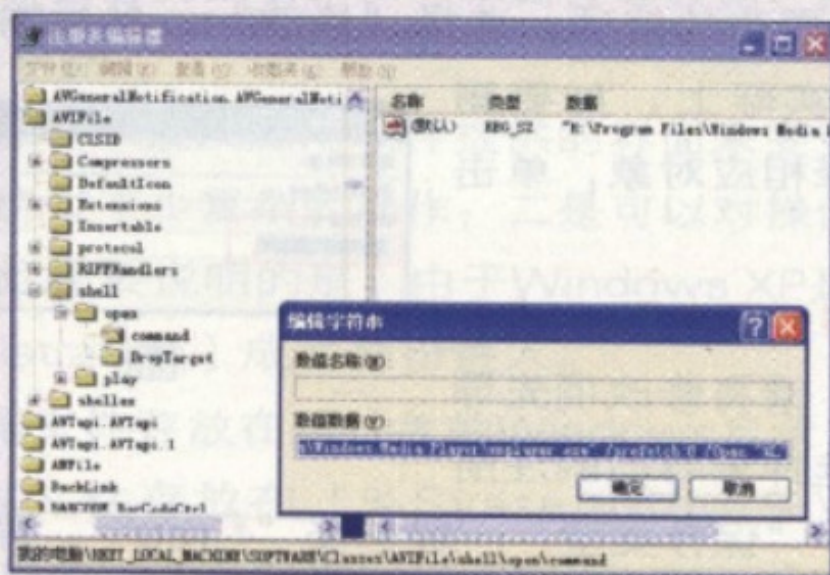 注册表编辑器
文件(F) 编辑(E) 查看(V) 收藏夹(A) 帮助(H)
AVGeneralNotification.AVGeneralNoti
AVIFile
CLSID
Compressors
DefaultIcon
Extensions
Insertable
protocol
RIFFHandlers
shell
open
command
DropTarget
play
shellex
AVTapi.AVTapi
AVTapi.AVTapi.1
AWFile
BackLink
BARCODE.BarCodeCtrl
名称 类型 数据
(默认) REG_SZ "E:\Program Files\Windows Media
编辑字符串
数值名称(N)
数值数据(V)
s\Windows Media Player\wmplayer.exe" /prefetch:6 /Open "%L
确定 取消
我的电脑\HKEY_LOCAL_MACHINE\SOFTWARE\Classes\AVIFile\shell\open\command